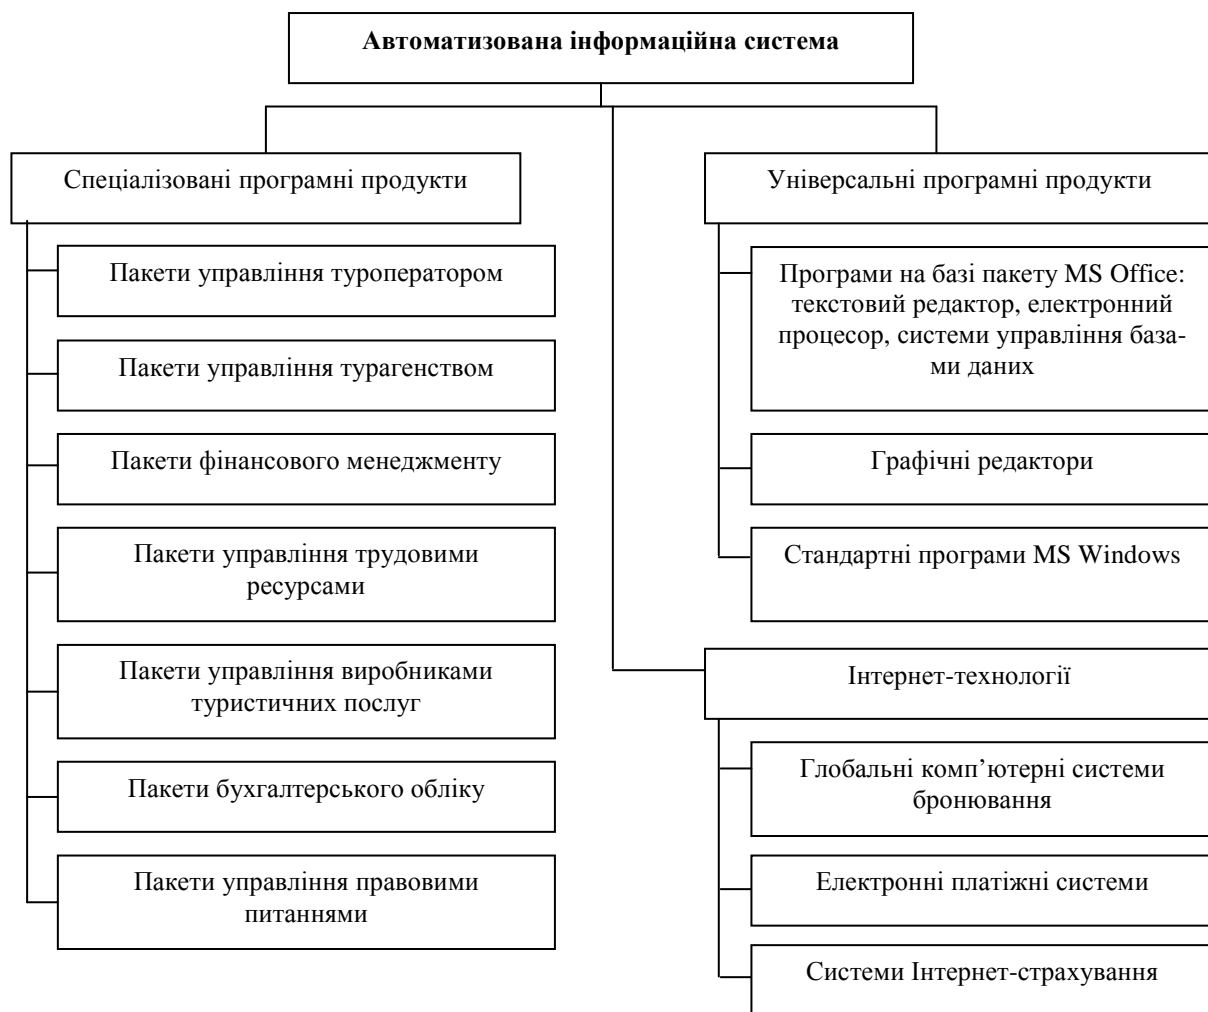 Автоматизована інформаційна система
Спеціалізовані програмні продукти
Пакети управління туроператором
Пакети управління турагенством
Пакети фінансового менеджменту
Пакети управління трудовими
ресурсами
Пакети управління виробниками
туристичних послуг
Пакети бухгалтерського обліку
Пакети управління правовими
питаннями
Універсальні програмні продукти
Програми на базі пакету MS Office:
текстовий редактор, електронний
процесор, системи управління база-
ми даних
Графічні редактори
Стандартні програми MS Windows
Інтернет-технології
Глобальні комп’ютерні системи
бронювання
Електронні платіжні системи
Системи Інтернет-страхування